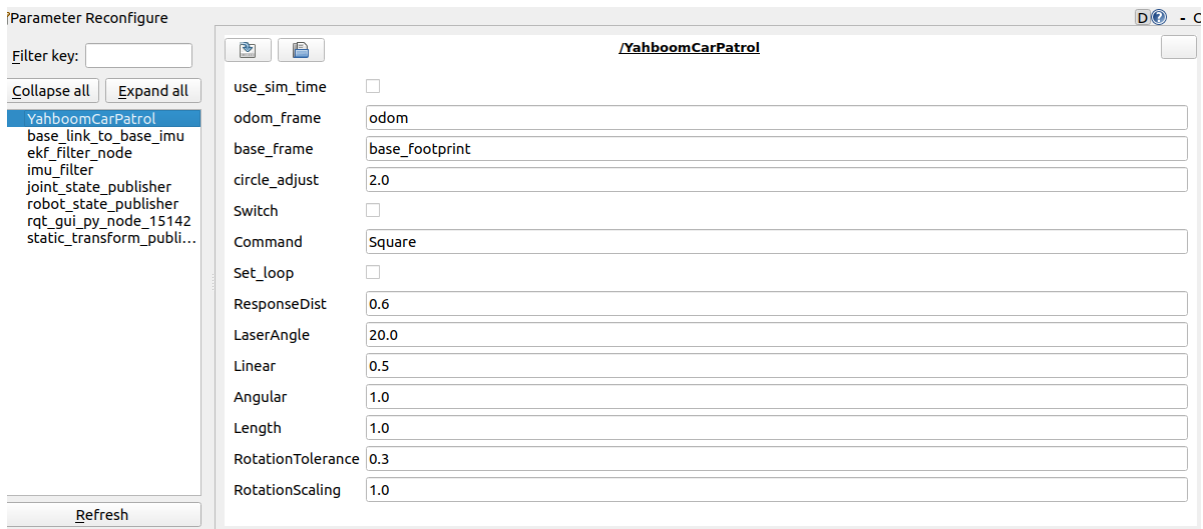 Parameter Reconfigure
D
Filter key:
Collapse all Expand all
YahboomCarPatrol
base_link_to_base_imu
ekf_filter_node
imu_filter
joint_state_publisher
robot_state_publisher
rqt_gui_py_node_15142
static_transform_publi...
Refresh
/YahboomCarPatrol
use_sim_time
odom_frame odom
base_frame base_footprint
circle_adjust 2.0
Switch
Command Square
Set_loop
ResponseDist 0.6
LaserAngle 20.0
Linear 0.5
Angular 1.0
Length 1.0
RotationTolerance 0.3
RotationScaling 1.0